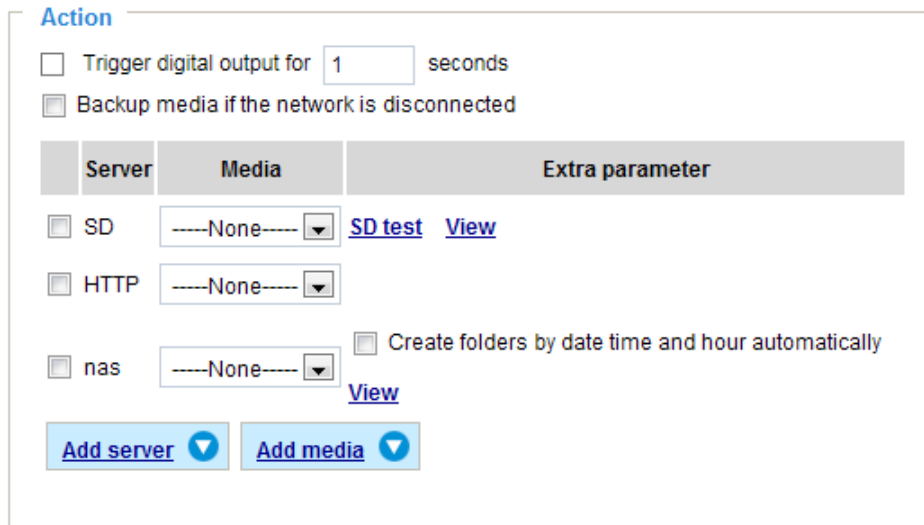 Action
Trigger digital output for 1 seconds
Backup media if the network is disconnected
Server Media Extra parameter
SD -----None----- SD test View
HTTP -----None-----
Create folders by date time and hour automatically
nas -----None-----
View
Add server Add media